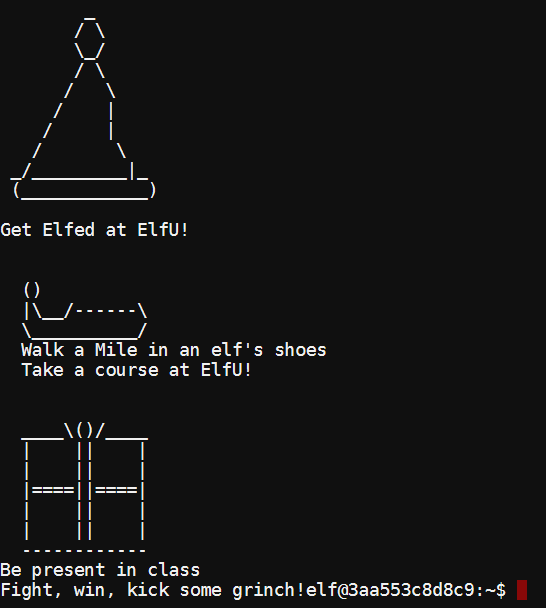 Get Elfed at ElfU!
Walk a Mile in an elf's shoes
Take a course at ElfU!
Be present in class
Fight, win, kick some grinch!elf@3aa553c8d8c9:~$